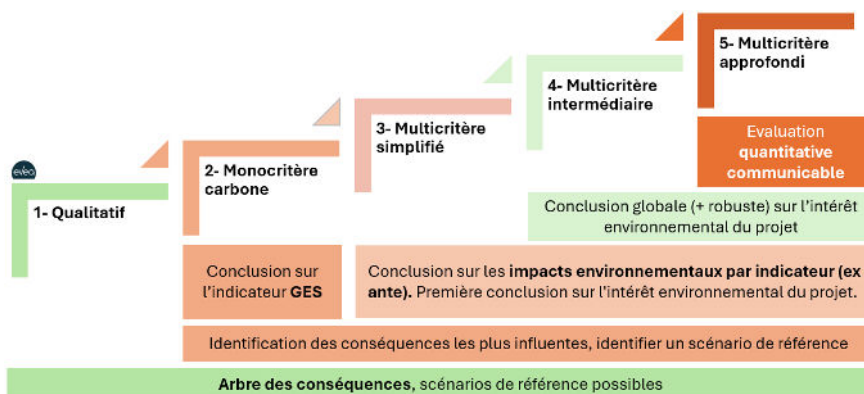 5- Multicritère
approfondi
4- Multicritère
intermédiaire
3- Multicritère
simplifié
2- Monocritère
carbone
evea
1- Qualitatif
Evaluation
quantitative
communicable
Conclusion globale (+ robuste) sur l'intérêt
environnemental du projet
Conclusion sur
l'indicateur GES
Conclusion sur les impacts environnementaux par indicateur (ex
ante). Première conclusion sur l'intérêt environnemental du projet.
Identification des conséquences les plus influentes, identifier un scénario de référence
Arbre des conséquences, scénarios de référence possibles